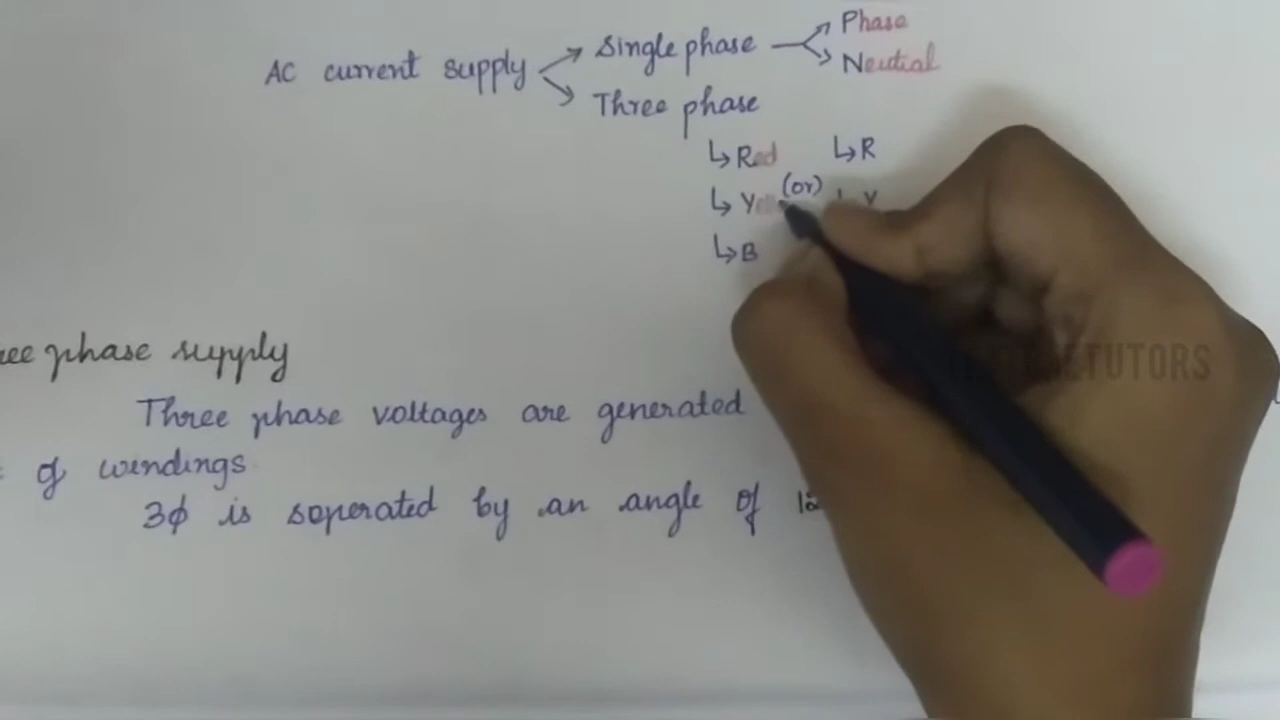 Phase
AC current supply Single phase
Neutral
Three phase
Red R
(or)
Y
B
phase supply
Three phase voltages are generated
of windings
3ϕ is seperated by an angle of
TUTORS